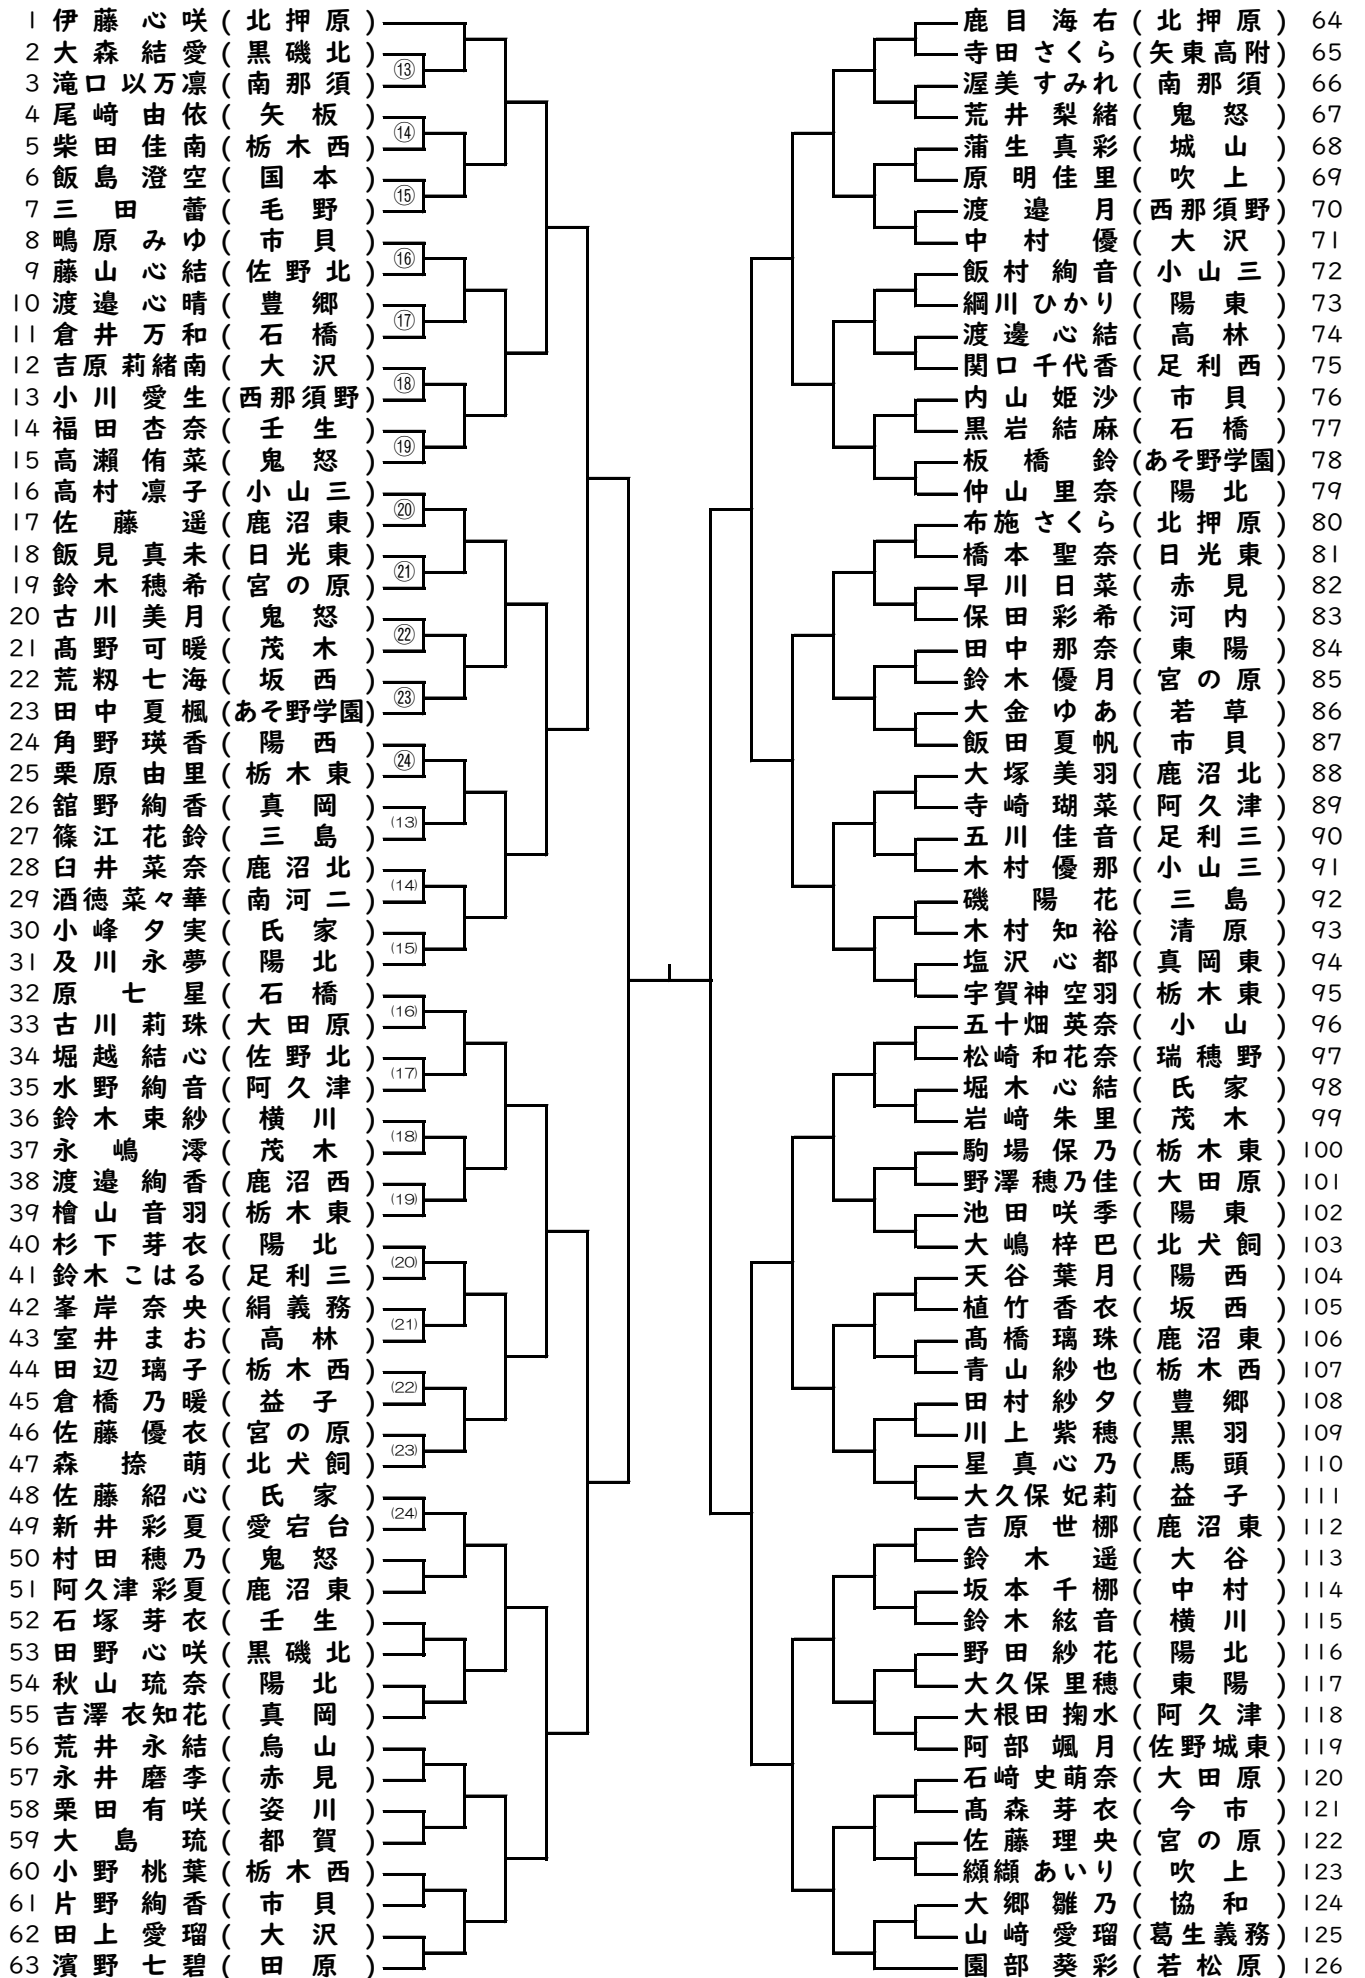 1 伊藤 心咲 (北押原)
2 大森 結愛 (黒磯北)
⑬
3 滝口 以万凛 (南那須)
4 尾﨑 由依 (矢板)
⑭
5 柴田 佳南 (栃木西)
6 飯島 澄空 (国本)
⑮
7 三田 蕾 (毛野)
8 鴫原 みゆ (市貝)
⑯
9 藤山 心結 (佐野北)
10 渡邉 心晴 (豊郷)
⑰
11 倉井 万和 (石橋)
12 吉原 莉緒南 (大沢)
⑱
13 小川 愛生 (西那須野)
14 福田 杏奈 (壬生)
⑲
15 高瀬 侑菜 (鬼怒)
16 高村 凛子 (小山三)
⑳
17 佐藤 遥 (鹿沼東)
18 飯見 真未 (日光東)
㉑
19 鈴木 穂希 (宮の原)
20 古川 美月 (鬼怒)
㉒
21 髙野 可暖 (茂木)
22 荒籾 七海 (坂西)
㉓
23 田中 夏楓 (あそ野学園)
24 角野 瑛香 (陽西)
㉔
25 栗原 由里 (栃木東)
26 舘野 絢香 (真岡)
(13)
27 篠江 花鈴 (三島)
28 臼井 菜奈 (鹿沼北)
(14)
29 酒徳 菜々華 (南河二)
30 小峰 夕実 (氏家)
(15)
31 及川 永夢 (陽北)
32 原 七星 (石橋)
(16)
33 古川 莉珠 (大田原)
34 堀越 結心 (佐野北)
(17)
35 水野 絢音 (阿久津)
36 鈴木 束紗 (横川)
(18)
37 永嶋 澪 (茂木)
38 渡邉 絢香 (鹿沼西)
(19)
39 檜山 音羽 (栃木東)
40 杉下 芽衣 (陽北)
(20)
41 鈴木 こはる (足利三)
42 峯岸 奈央 (絹義務)
(21)
43 室井 まお (高林)
44 田辺 璃子 (栃木西)
(22)
45 倉橋 乃暖 (益子)
46 佐藤 優衣 (宮の原)
(23)
47 森 捺萌 (北犬飼)
48 佐藤 紹心 (氏家)
(24)
49 新井 彩夏 (愛宕台)
50 村田 穂乃 (鬼怒)
51 阿久津 彩夏 (鹿沼東)
52 石塚 芽衣 (壬生)
53 田野 心咲 (黒磯北)
54 秋山 琉奈 (陽北)
55 吉澤 衣知花 (真岡)
56 荒井 永結 (烏山)
57 永井 磨李 (赤見)
58 栗田 有咲 (姿川)
59 大島 琉 (都賀)
60 小野 桃葉 (栃木西)
61 片野 絢香 (市貝)
62 田上 愛瑠 (大沢)
63 濱野 七碧 (田原)
鹿目 海右 (北押原) 64
寺田 さくら (矢東高附) 65
渥美 すみれ (南那須) 66
荒井 梨緒 (鬼怒) 67
蒲生 真彩 (城山) 68
原 明佳里 (吹上) 69
渡邉 月 (西那須野) 70
中村 優 (大沢) 71
飯村 絢音 (小山三) 72
綱川 ひかり (陽東) 73
渡邊 心結 (高林) 74
関口 千代香 (足利西) 75
内山 姫沙 (市貝) 76
黒岩 結麻 (石橋) 77
板橋 鈴 (あそ野学園) 78
仲山 里奈 (陽北) 79
布施 さくら (北押原) 80
橋本 聖奈 (日光東) 81
早川 日菜 (赤見) 82
保田 彩希 (河内) 83
田中 那奈 (東陽) 84
鈴木 優月 (宮の原) 85
大金 ゆあ (若草) 86
飯田 夏帆 (市貝) 87
大塚 美羽 (鹿沼北) 88
寺崎 瑚菜 (阿久津) 89
五川 佳音 (足利三) 90
木村 優那 (小山三) 91
磯 陽花 (三島) 92
木村 知裕 (清原) 93
塩沢 心都 (真岡東) 94
宇賀神 空羽 (栃木東) 95
五十畑 英奈 (小山) 96
松崎 和花奈 (瑞穂野) 97
堀木 心結 (氏家) 98
岩﨑 朱里 (茂木) 99
駒場 保乃 (栃木東) 100
野澤 穂乃佳 (大田原) 101
池田 咲季 (陽東) 102
大嶋 梓巴 (北犬飼) 103
天谷 葉月 (陽西) 104
植竹 香衣 (坂西) 105
髙橋 璃珠 (鹿沼東) 106
青山 紗也 (栃木西) 107
田村 紗夕 (豊郷) 108
川上 紫穂 (黒羽) 109
星 真心乃 (馬頭) 110
大久保 妃莉 (益子) 111
吉原 世梛 (鹿沼東) 112
鈴木 遥 (大谷) 113
坂本 千梛 (中村) 114
鈴木 絃音 (横川) 115
野田 紗花 (陽北) 116
大久保 里穂 (東陽) 117
大根田 掬水 (阿久津) 118
阿部 颯月 (佐野城東) 119
石﨑 史萌奈 (大田原) 120
髙森 芽衣 (今市) 121
佐藤 理央 (宮の原) 122
纐纈 あいり (吹上) 123
大郷 雛乃 (協和) 124
山﨑 愛瑠 (葛生義務) 125
園部 葵彩 (若松原) 126